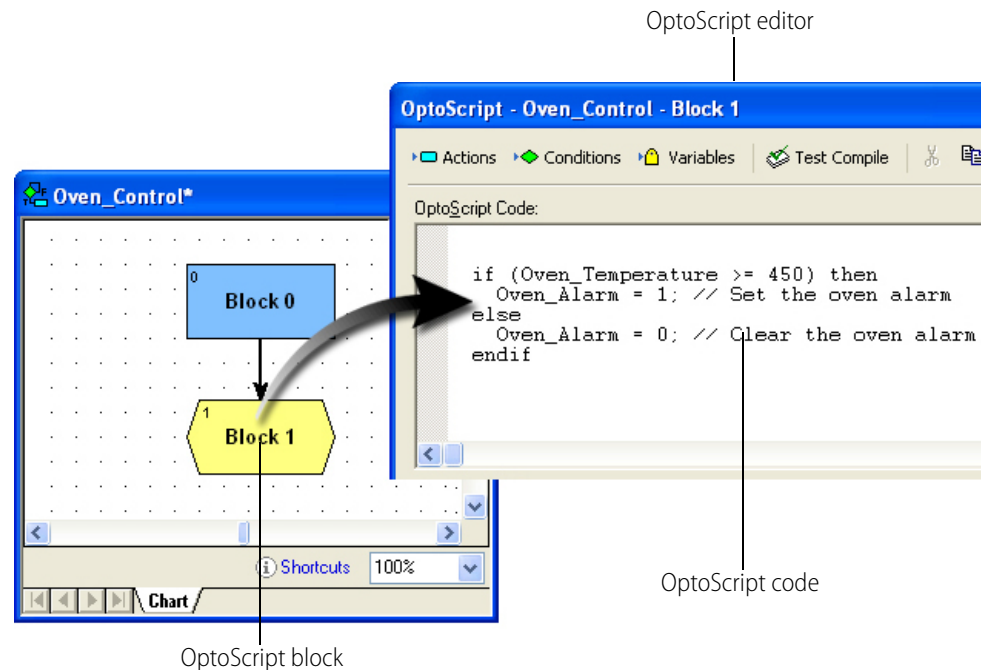 OptoScript editor
OptoScript - Oven_Control - Block 1
Actions Conditions Variables Test Compile
OptoScript Code:
if (Oven_Temperature >= 450) then
Oven_Alarm = 1; // Set the oven alarm
else
Oven_Alarm = 0; // Clear the oven alarm
endif
Oven_Control*
0
Block 0
1
Block 1
Shortcuts 100%
Chart
OptoScript code
OptoScript block